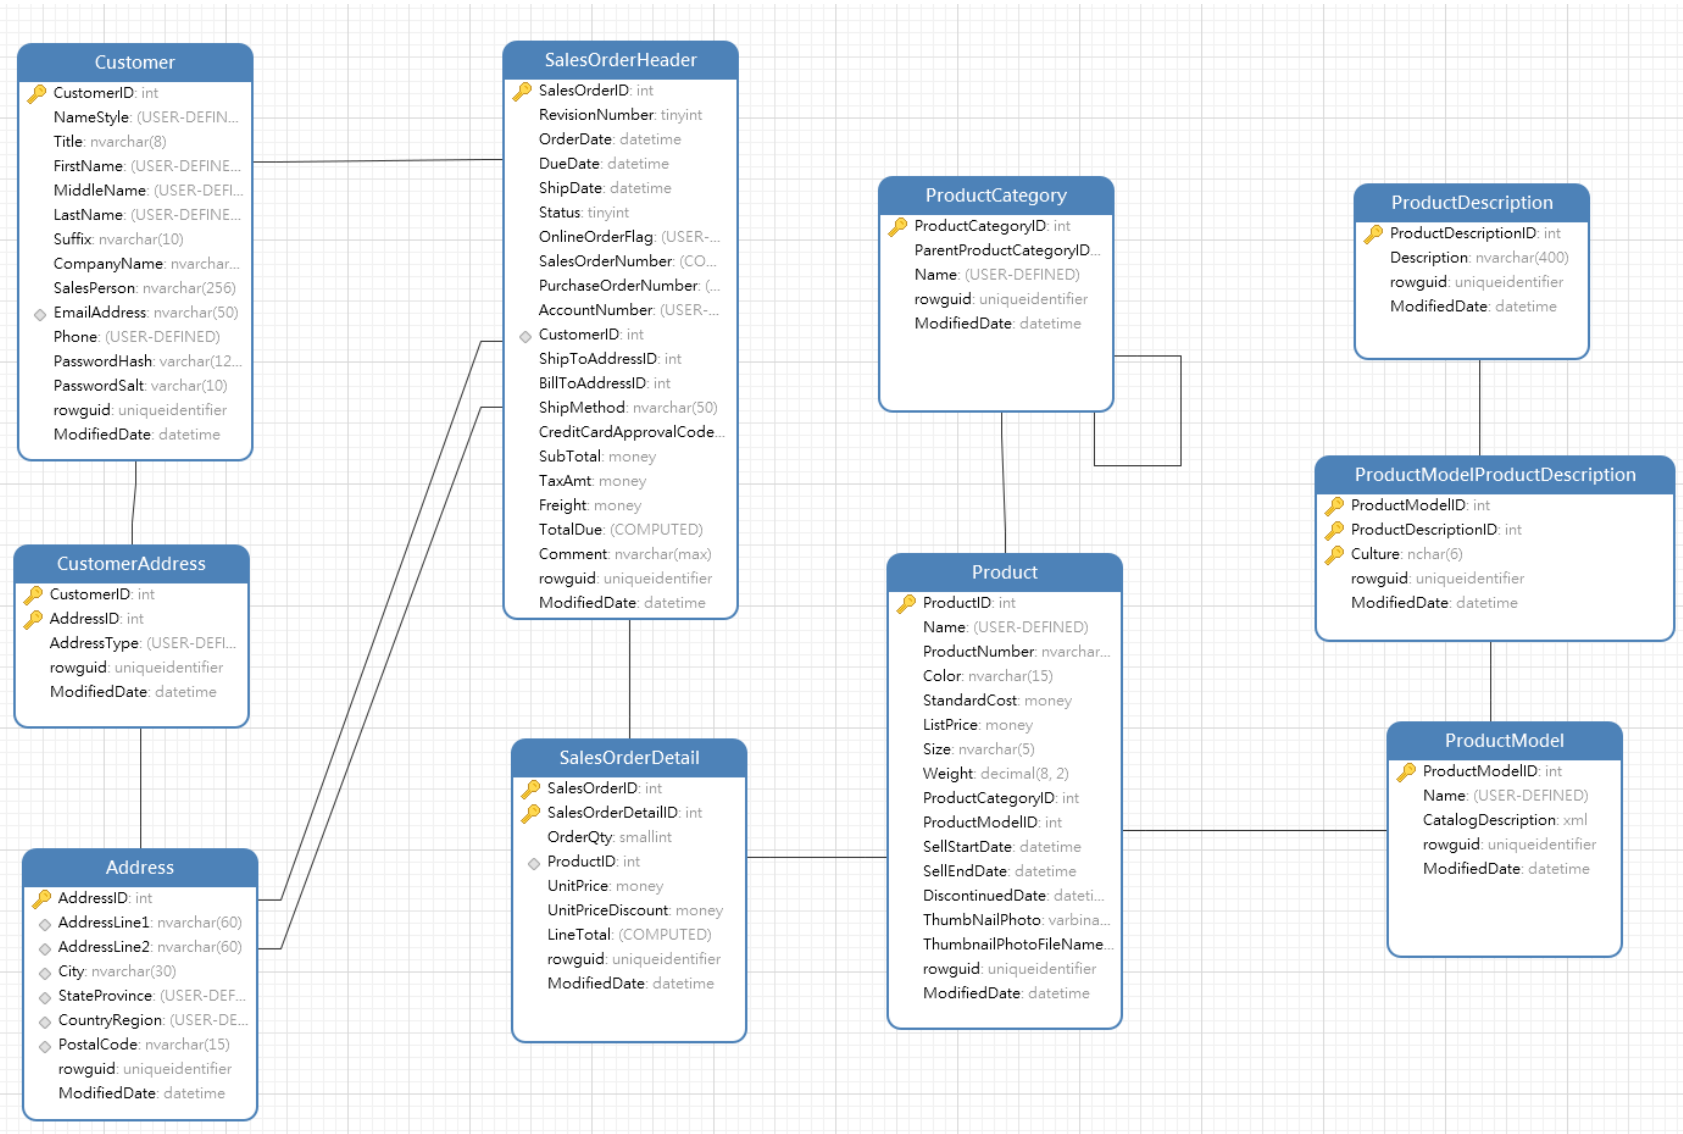 Customer
CustomerID: int
NameStyle: (USER-DEFIN...
Title: nvarchar(8)
FirstName: (USER-DEFINE...
MiddleName: (USER-DEFI...
LastName: (USER-DEFINE...
Suffix: nvarchar(10)
CompanyName: nvarchar...
SalesPerson: nvarchar(256)
EmailAddress: nvarchar(50)
Phone: (USER-DEFINED)
PasswordHash: varchar(12...
PasswordSalt: varchar(10)
rowguid: uniqueidentifier
ModifiedDate: datetime
CustomerAddress
CustomerID: int
AddressID: int
AddressType: (USER-DEFI...
rowguid: uniqueidentifier
ModifiedDate: datetime
Address
AddressID: int
AddressLine1: nvarchar(60)
AddressLine2: nvarchar(60)
City: nvarchar(30)
StateProvince: (USER-DEF...
CountryRegion: (USER-DE...
PostalCode: nvarchar(15)
rowguid: uniqueidentifier
ModifiedDate: datetime
SalesOrderHeader
SalesOrderID: int
RevisionNumber: tinyint
OrderDate: datetime
DueDate: datetime
ShipDate: datetime
Status: tinyint
OnlineOrderFlag: (USER-...
SalesOrderNumber: (CO...
PurchaseOrderNumber: (...
AccountNumber: (USER-...
CustomerID: int
ShipToAddressID: int
BillToAddressID: int
ShipMethod: nvarchar(50)
CreditCardApprovalCode...
SubTotal: money
TaxAmt: money
Freight: money
TotalDue: (COMPUTED)
Comment: nvarchar(max)
rowguid: uniqueidentifier
ModifiedDate: datetime
SalesOrderDetail
SalesOrderID: int
SalesOrderDetailID: int
OrderQty: smallint
ProductID: int
UnitPrice: money
UnitPriceDiscount: money
LineTotal: (COMPUTED)
rowguid: uniqueidentifier
ModifiedDate: datetime
ProductCategory
ProductCategoryID: int
ParentProductCategoryID...
Name: (USER-DEFINED)
rowguid: uniqueidentifier
ModifiedDate: datetime
Product
ProductID: int
Name: (USER-DEFINED)
ProductNumber: nvarchar...
Color: nvarchar(15)
StandardCost: money
ListPrice: money
Size: nvarchar(5)
Weight: decimal(8, 2)
ProductCategoryID: int
ProductModelID: int
SellStartDate: datetime
SellEndDate: datetime
DiscontinuedDate: dateti...
ThumbNailPhoto: varbina...
ThumbnailPhotoFileName...
rowguid: uniqueidentifier
ModifiedDate: datetime
ProductDescription
ProductDescriptionID: int
Description: nvarchar(400)
rowguid: uniqueidentifier
ModifiedDate: datetime
ProductModelProductDescription
ProductModelID: int
ProductDescriptionID: int
Culture: nchar(6)
rowguid: uniqueidentifier
ModifiedDate: datetime
ProductModel
ProductModelID: int
Name: (USER-DEFINED)
CatalogDescription: xml
rowguid: uniqueidentifier
ModifiedDate: datetime